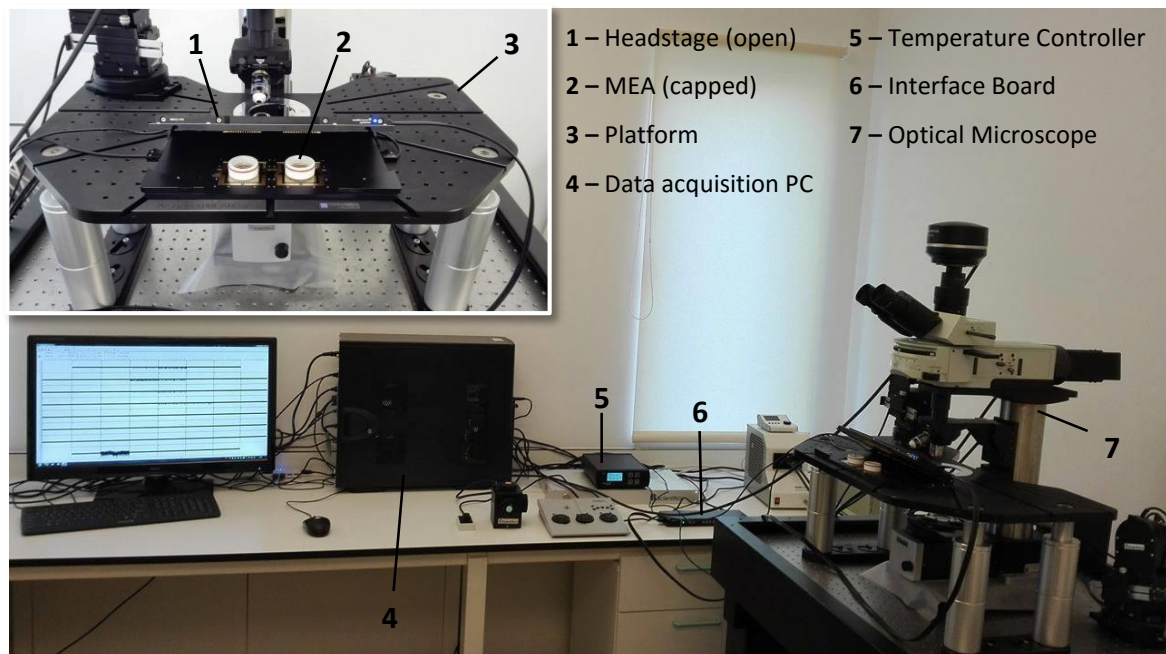 1
2
3
1 – Headstage (open)
2 – MEA (capped)
3 – Platform
4 – Data acquisition PC
5 – Temperature Controller
6 – Interface Board
7 – Optical Microscope
5
6
7
4
Scientifica